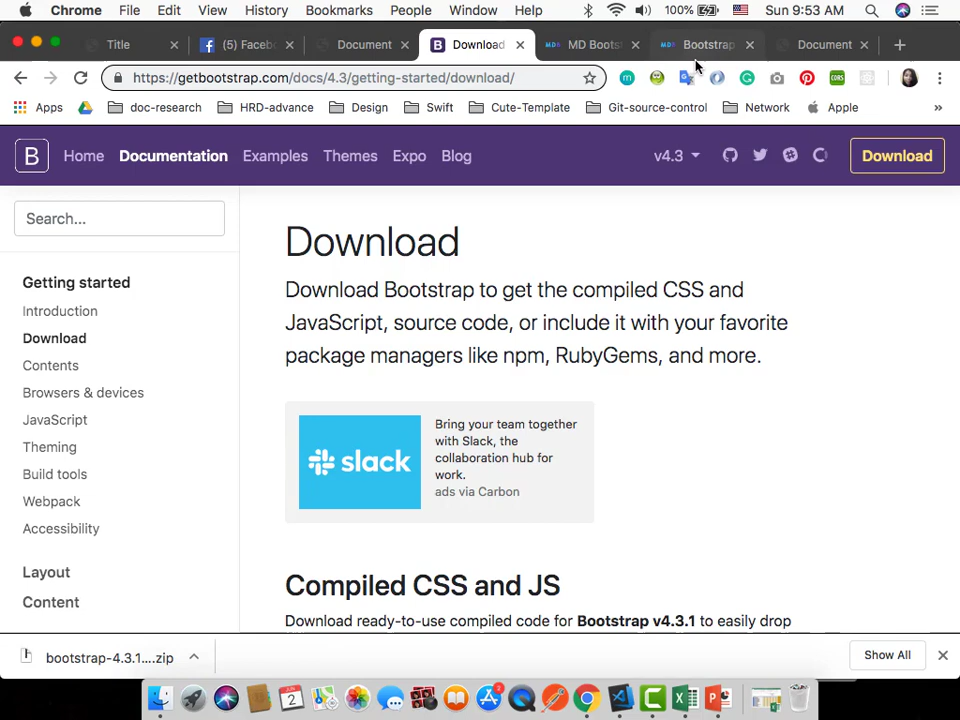 Chrome File Edit View History Bookmarks People Window Help 100% Sun 9:53 AM
Title (5) Faceb Document Download MD Boots Bootstrap Document
https://getbootstrap.com/docs/4.3/getting-started/download/
Apps doc-research HRD-advance Design Swift Cute-Template Git-source-control Network Apple »
B Home Documentation Examples Themes Expo Blog v4.3 Download
Search...
Getting started
Introduction
Download
Contents
Browsers & devices
JavaScript
Theming
Build tools
Webpack
Accessibility
Layout
Content
Download
Download Bootstrap to get the compiled CSS and
JavaScript, source code, or include it with your favorite
package managers like npm, RubyGems, and more.
slack
Bring your team together
with Slack, the
collaboration hub for
work.
ads via Carbon
Compiled CSS and JS
Download ready-to-use compiled code for Bootstrap v4.3.1 to easily drop
bootstrap-4.3.1....zip Show All